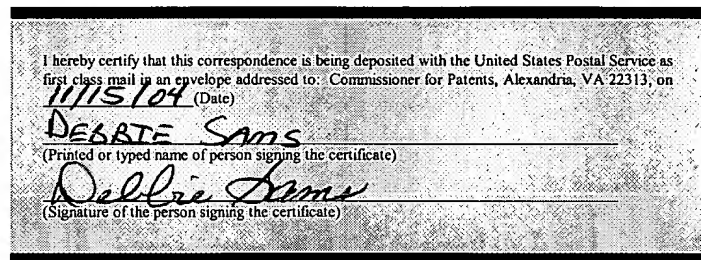 I hereby certify that this correspondence is being deposited with the United States Postal Service as
first class mail in an envelope addressed to: Commissioner for Patents, Alexandria, VA 22313, on
11/15/04 (Date)
DEBBIE SAMS
(Printed or typed name of person signing the certificate)
Debbie Sams
(Signature of the person signing the certificate)